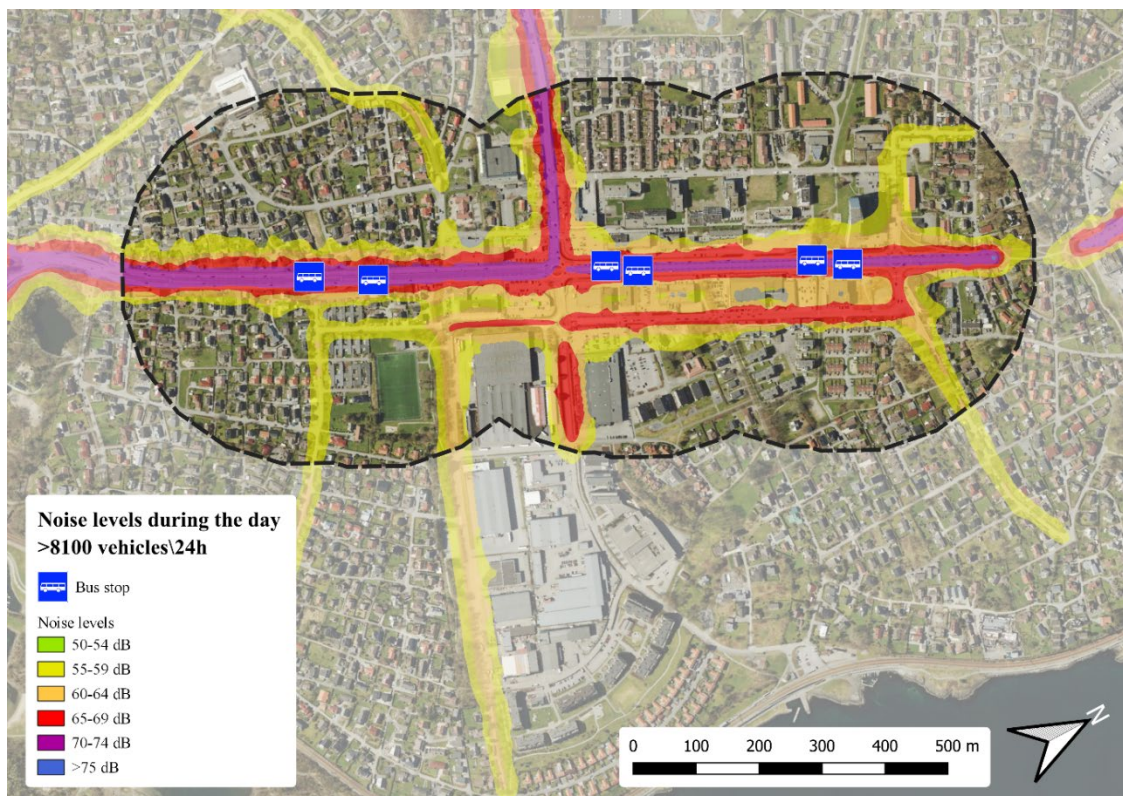 Noise levels during the day
>8100 vehicles\24h
Bus stop
Noise levels
50-54 dB
55-59 dB
60-64 dB
65-69 dB
70-74 dB
>75 dB
0 100 200 300 400 500 m
N